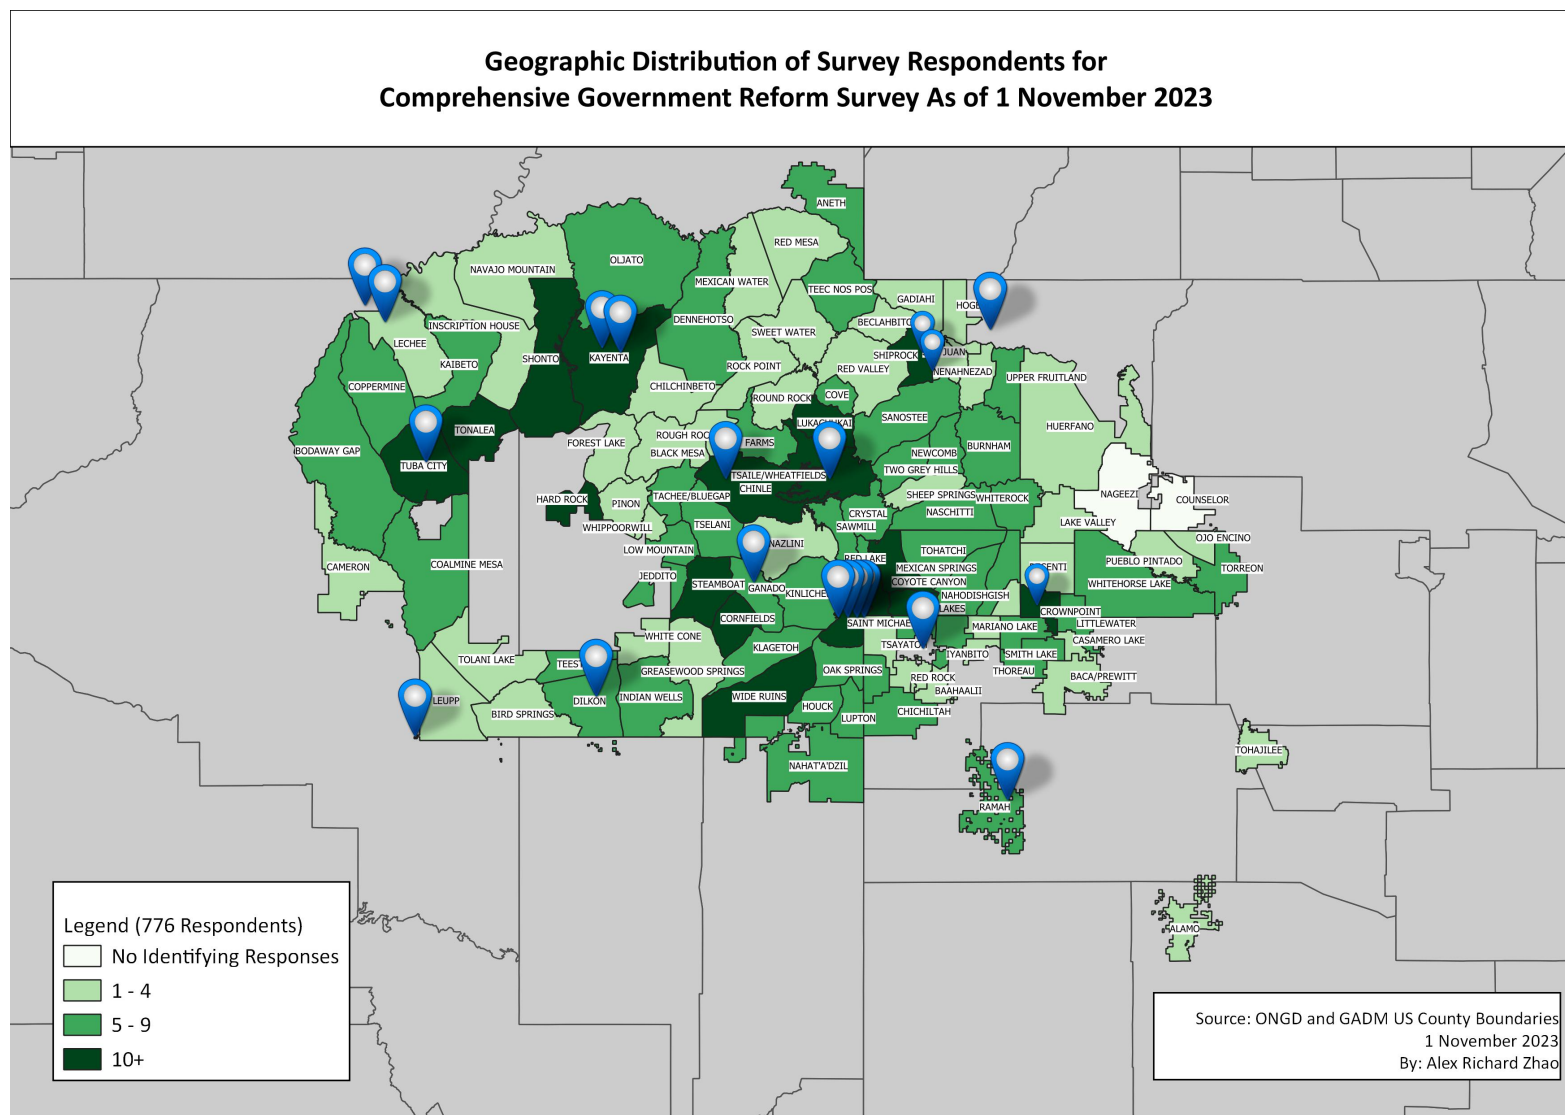 Geographic Distribution of Survey Respondents for
Comprehensive Government Reform Survey As of 1 November 2023
ANETH
RED MESA
OLJATO
NAVAJO MOUNTAIN
MEXICAN WATER
TEEC NOS POS
GADIAHI
DENNEHOTSO
BECLAHBITO
INSCRIPTION HOUSE
SWEET WATER
LECHEE
SHONTO
KAYENTA
SHIPROCK
JUAN
KAIBETO
ROCK POINT
RED VALLEY
NENAHNEZAD
UPPER FRUITLAND
COPPERMINE
CHILCHINBETO
ROUND ROCK
COVE
SANOSTEE
LUKACHUKAI
HUERFANO
TONALEA
ROUGH ROC
FARMS
FOREST LAKE
BLACK MESA
NEWCOMB
BURNHAM
BODAWAY GAP
TUBA CITY
TWO GREY HILLS
TSAILE/WHEATFIELDS
CHINLE
HARD ROCK
PINON
TACHEE/BLUEGAP
SHEEP SPRINGS
WHITEROCK
NAGEEZI
COUNSELOR
CRYSTAL
NASCHITTI
WHIPPOORWILL
TSELANI
SAWMILL
LAKE VALLEY
OJO ENCINO
NAZLINI
LOW MOUNTAIN
RED LAKE
TOHATCHI
CAMERON
COALMINE MESA
PUEBLO PINTADO
MEXICAN SPRINGS
TORREON
JEDDITO
STEAMBOAT
GANADO
KINLICHE
COYOTE CANYON
WHITEHORSE LAKE
NAHODISHGISH
LAKES
CROWNPOINT
CORNFIELDS
SAINT MICHAE
MARIANO LAKE
LITTLEWATER
WHITE CONE
KLAGETOH
TSAYATO
CASAMERO LAKE
IYANBITO
SMITH LAKE
TOLANI LAKE
TEEST
GREASEWOOD SPRINGS
OAK SPRINGS
THOREAU
BACA/PREWITT
RED ROCK
BAAHAALII
LEUPP
DILKON
INDIAN WELLS
WIDE RUINS
HOUCK
BIRD SPRINGS
LUPTON
CHICHILTAH
NAHAT'A'DZIL
TOHAJILEE
RAMAH
ALAMO
Legend (776 Respondents)
No Identifying Responses
1 - 4
5 - 9
10+
Source: ONGD and GADM US County Boundaries
1 November 2023
By: Alex Richard Zhao